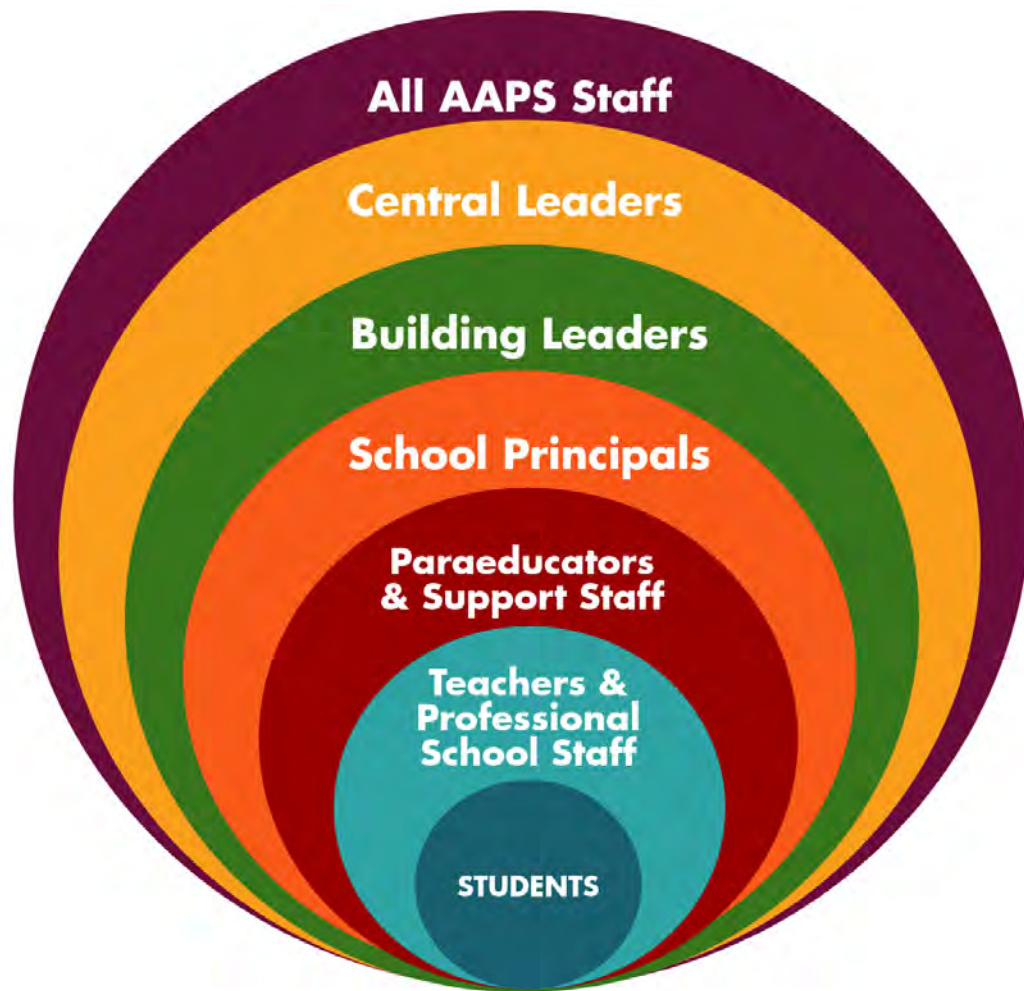 All AAPS Staff
Central Leaders
Building Leaders
School Principals
Paraeducators
& Support Staff
Teachers &
Professional
School Staff
STUDENTS